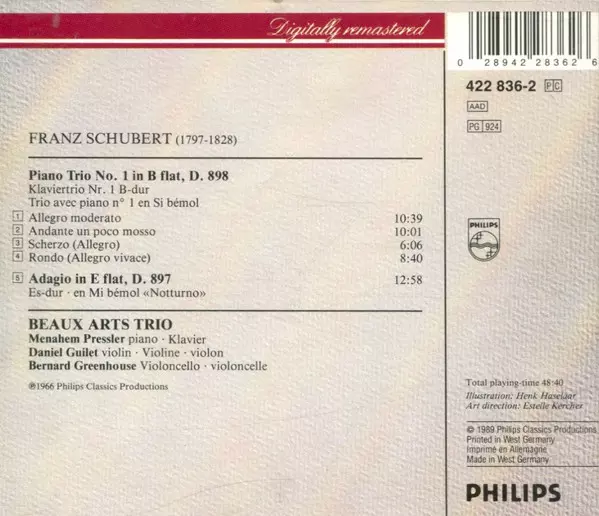 Digitally remastered
0 28942 28362 6
422 836-2 PC
AAD
PG 924
FRANZ SCHUBERT (1797-1828)
Piano Trio No. 1 in B flat, D. 898
Klaviertrio Nr. 1 B-dur
Trio avec piano n° 1 en Si bémol
1 Allegro moderato 10:39
2 Andante un poco mosso 10:01
3 Scherzo (Allegro) 6:06
4 Rondo (Allegro vivace) 8:40
5 Adagio in E flat, D. 897 12:58
Es-dur · en Mi bémol «Notturno»
BEAUX ARTS TRIO
Menahem Pressler piano · Klavier
Daniel Guilet violin · Violine · violon
Bernard Greenhouse Violoncello · violoncelle
℗1966 Philips Classics Productions
PHILIPS
Total playing-time 48:40
Illustration: Henk Haselaar
Art direction: Estelle Kercher
© 1989 Philips Classics Productions
Printed in West Germany
Imprimé en Allemagne
Made in West Germany
PHILIPS